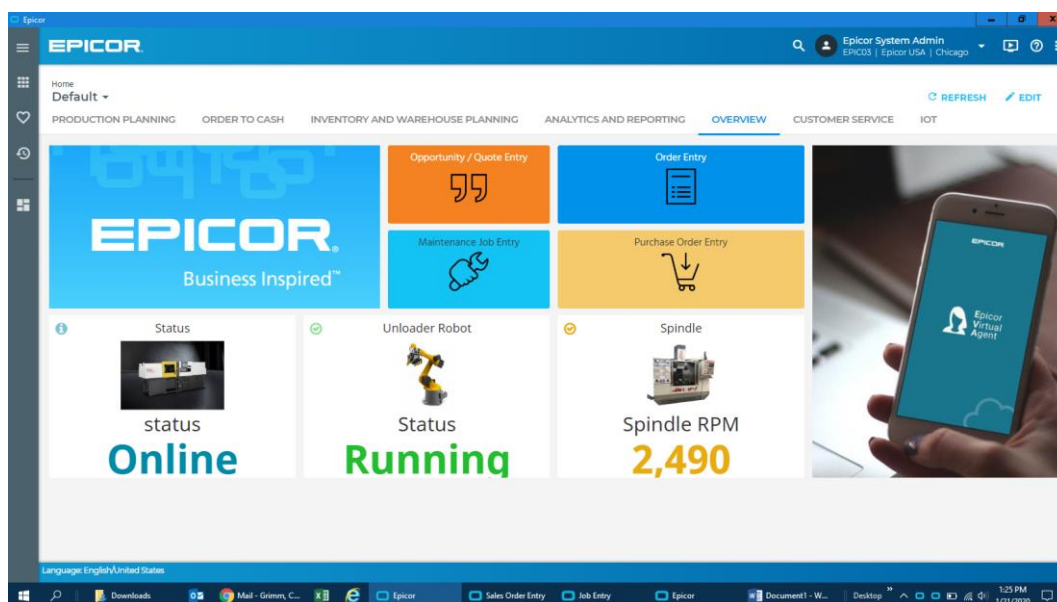 Epicor
EPICOR
Epicor System Admin
EPIC03 | Epicor USA | Chicago
Home
Default
REFRESH
EDIT
PRODUCTION PLANNING
ORDER TO CASH
INVENTORY AND WAREHOUSE PLANNING
ANALYTICS AND REPORTING
OVERVIEW
CUSTOMER SERVICE
IOT
EPICOR
Business Inspired™
Opportunity / Quote Entry
Order Entry
Maintenance Job Entry
Purchase Order Entry
EPICOR
Epicor
Virtual
Agent
Status
status
Online
Unloader Robot
Status
Running
Spindle
Spindle RPM
2,490
Language: English/United States
Downloads
Mail - Grimm, C...
Epicor
Sales Order Entry
Job Entry
Epicor
Document1 - W...
Desktop
1:25 PM
1/21/2020